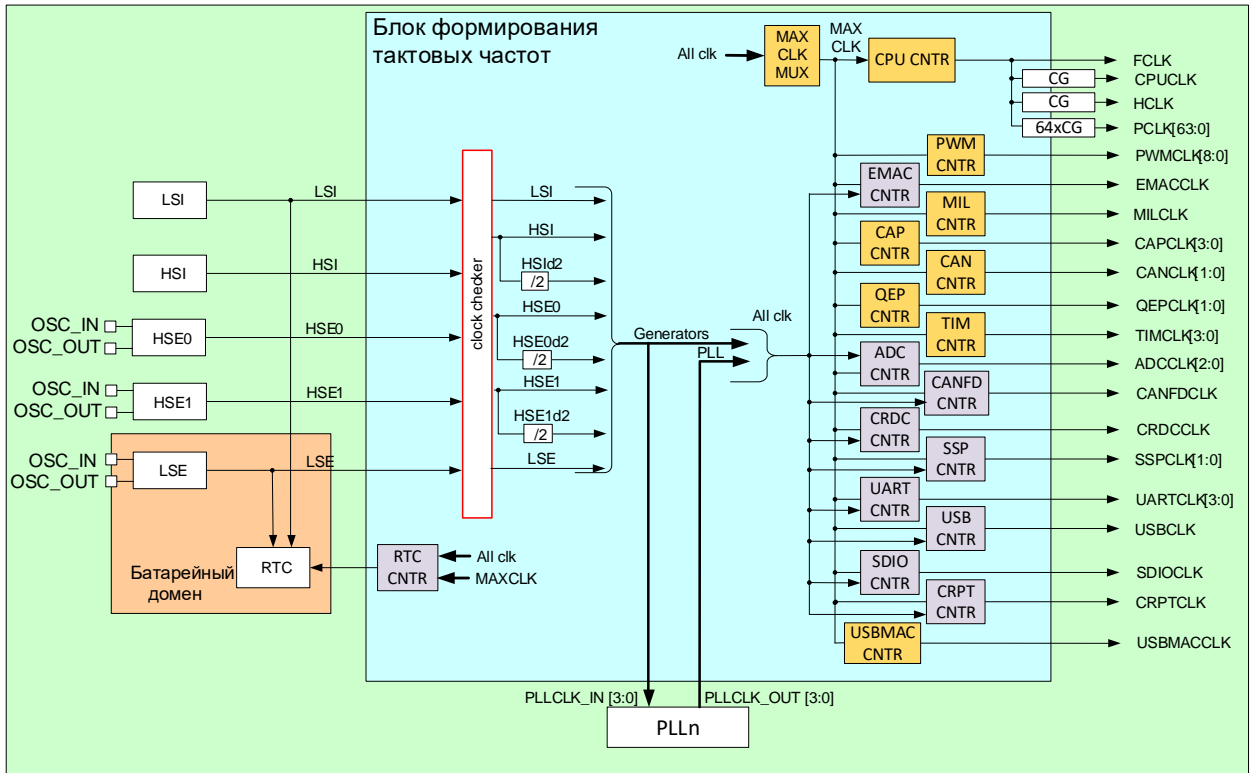 Блок формирования
тактовых частот
All clk
MAX
CLK
MUX
MAX
CLK
CPU CNTR
FCLK
CG
CPUCLK
CG
HCLK
64xCG
PCLK[63:0]
PWM
CNTR
PWMCLK[8:0]
EMAC
CNTR
EMACCLK
MIL
CNTR
MILCLK
CAP
CNTR
CAPCLK[3:0]
CAN
CNTR
CANCLK[1:0]
QEP
CNTR
QEPCLK[1:0]
TIM
CNTR
TIMCLK[3:0]
ADC
CNTR
ADCCLK[2:0]
CANFD
CNTR
CANFDCLK
CRDC
CNTR
CRDCCLK
SSP
CNTR
SSPCLK[1:0]
UART
CNTR
UARTCLK[3:0]
USB
CNTR
USBCLK
SDIO
CNTR
SDIOCLK
CRPT
CNTR
CRPTCLK
USBMAC
CNTR
USBMACCLK
LSI
LSI
LSI
HSI
HSI
HSI
HSId2
/2
OSC_IN
OSC_OUT
HSE0
HSE0
HSE0
HSE0d2
/2
OSC_IN
OSC_OUT
HSE1
HSE1
HSE1
HSE1d2
/2
OSC_IN
OSC_OUT
LSE
LSE
LSE
clock checker
Generators
PLL
All clk
RTC
Батарейный
домен
RTC
CNTR
All clk
MAXCLK
PLLCLK_IN [3:0]
PLLCLK_OUT [3:0]
PLLn